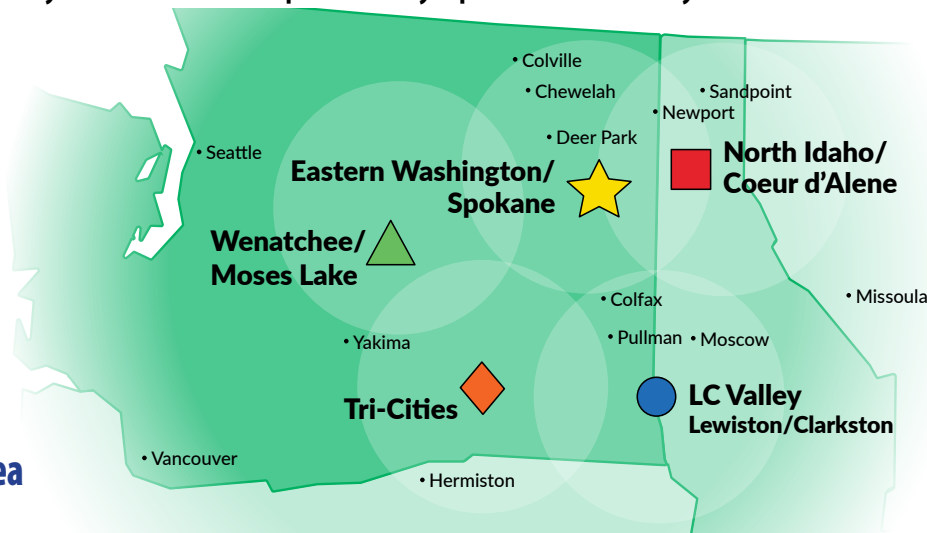 Colville
Chewelah
Sandpoint
Newport
Deer Park
Seattle
North Idaho/
Coeur d’Alene
Eastern Washington/
Spokane
Wenatchee/
Moses Lake
Colfax
Missoula
Pullman
Moscow
Yakima
Tri-Cities
LC Valley
Lewiston/Clarkston
Vancouver
Hermiston